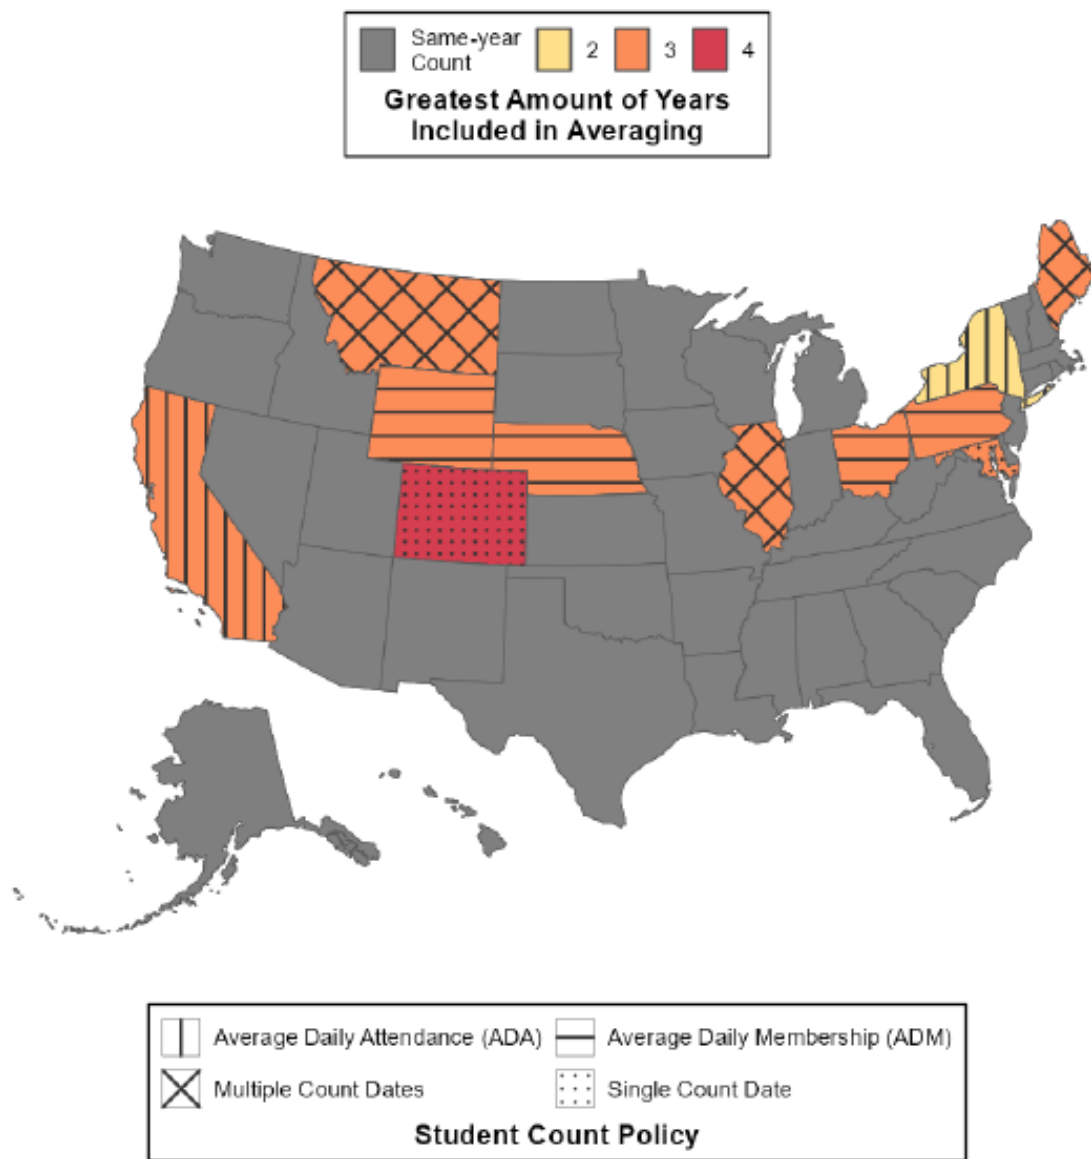 Same-year
Count
2
3
4
Greatest Amount of Years
Included in Averaging
Average Daily Attendance (ADA)
Average Daily Membership (ADM)
Multiple Count Dates
Single Count Date
Student Count Policy